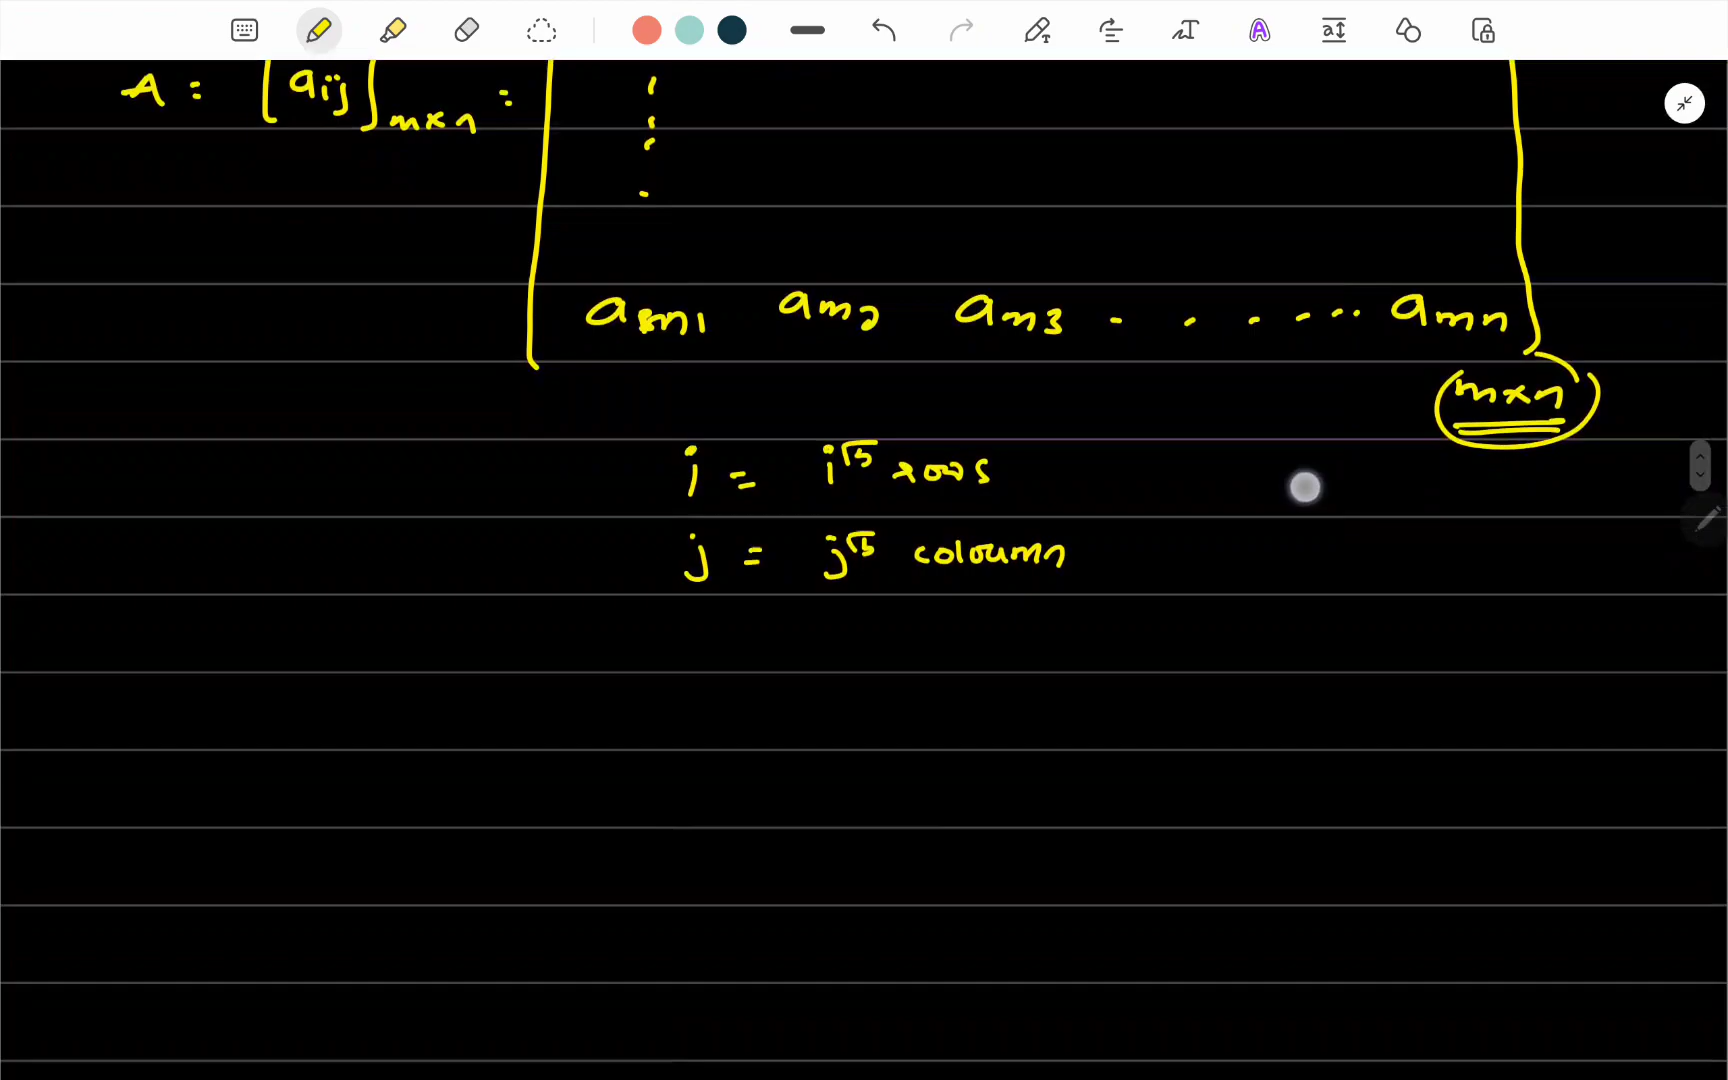 A = [aij]m×n =
am1 am2 am3 . . . . . . . amn
(m×n)
i = ith rows
j = jth coloumn